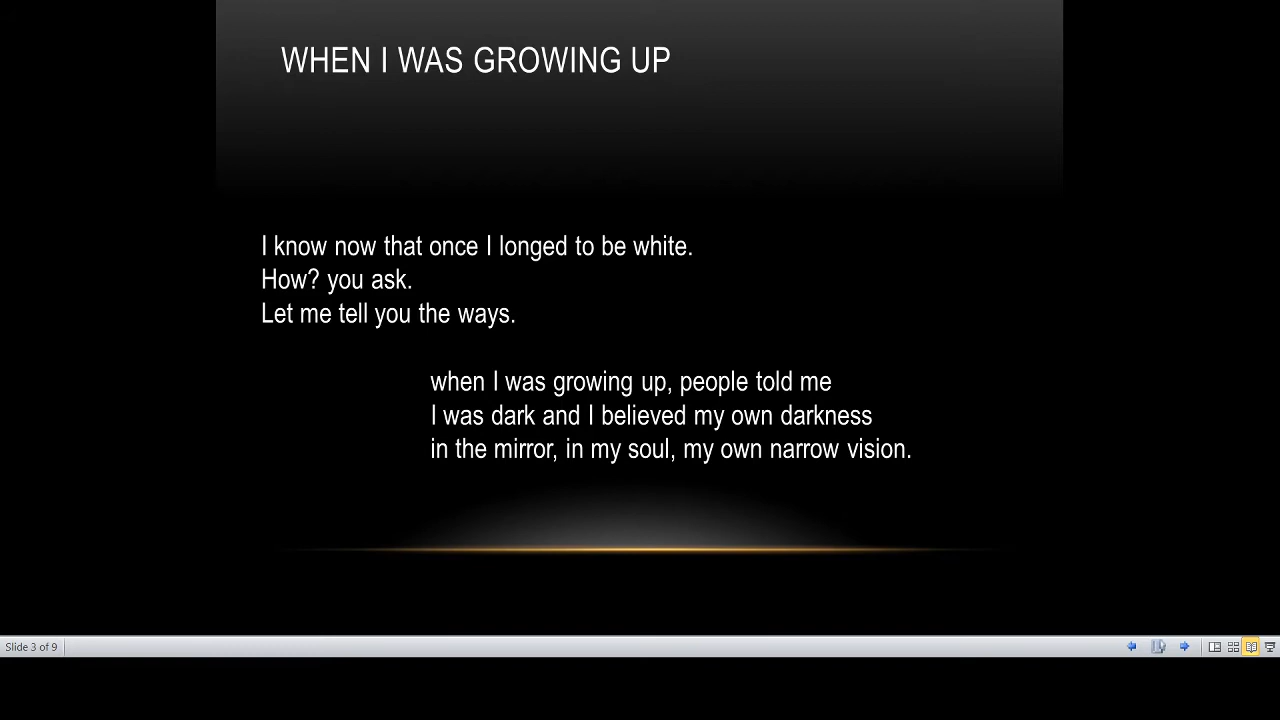 WHEN I WAS GROWING UP
I know now that once I longed to be white.
How? you ask.
Let me tell you the ways.
when I was growing up, people told me
I was dark and I believed my own darkness
in the mirror, in my soul, my own narrow vision.
Slide 3 of 9